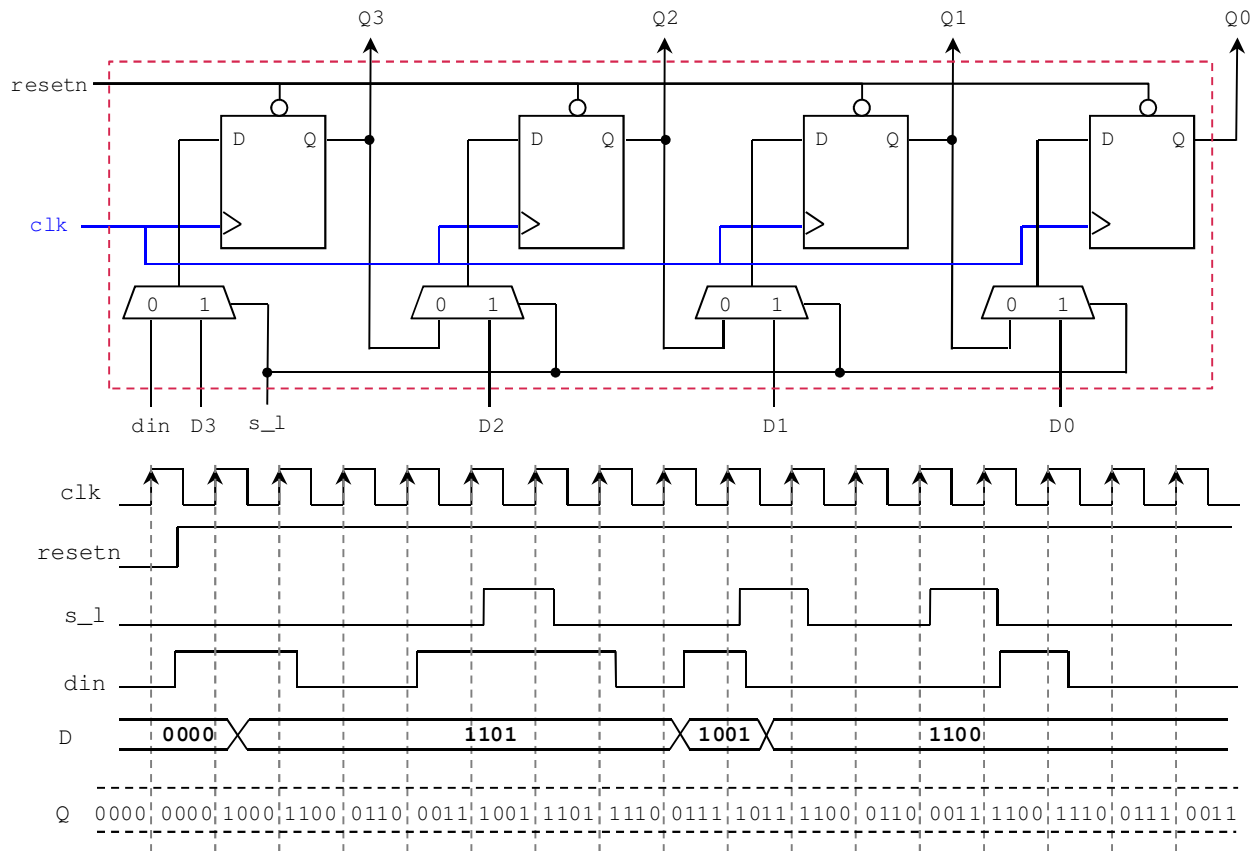 Q3 Q2 Q1 Q0
resetn
D Q D Q D Q D Q
clk
0 1 0 1 0 1 0 1
din D3 s_l D2 D1 D0
clk
resetn
s_l
din
D 0000 1101 1001 1100
Q 0000 0000 1000 1100 0110 0011 1001 1101 1110 0111 1011 1100 0110 0011 1100 1110 0111 0011